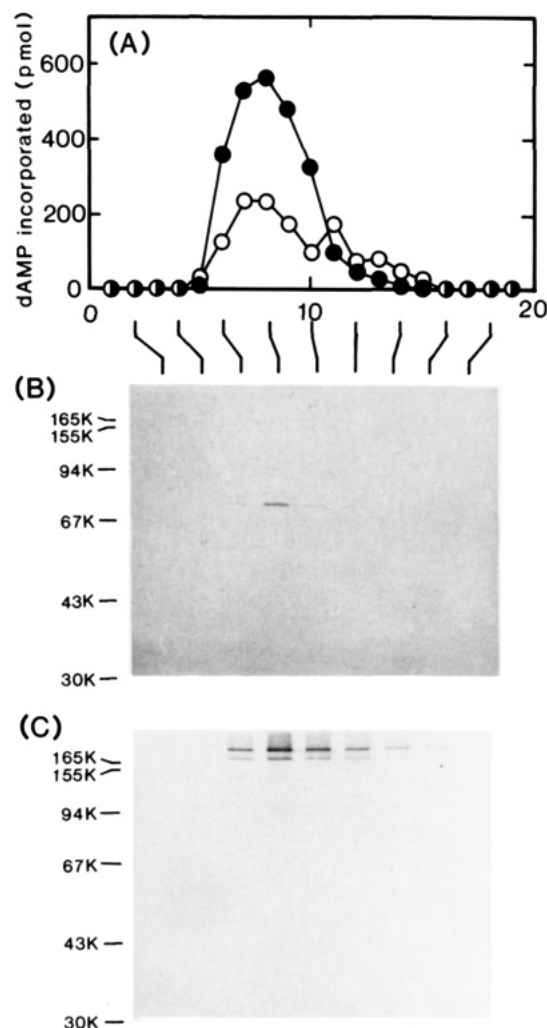 (A)
dAMP incorporated (pmol)
600
400
200
0
0 10 20
(B)
165K
155K
94K
67K
43K
30K
(C)
165K
155K
94K
67K
43K
30K